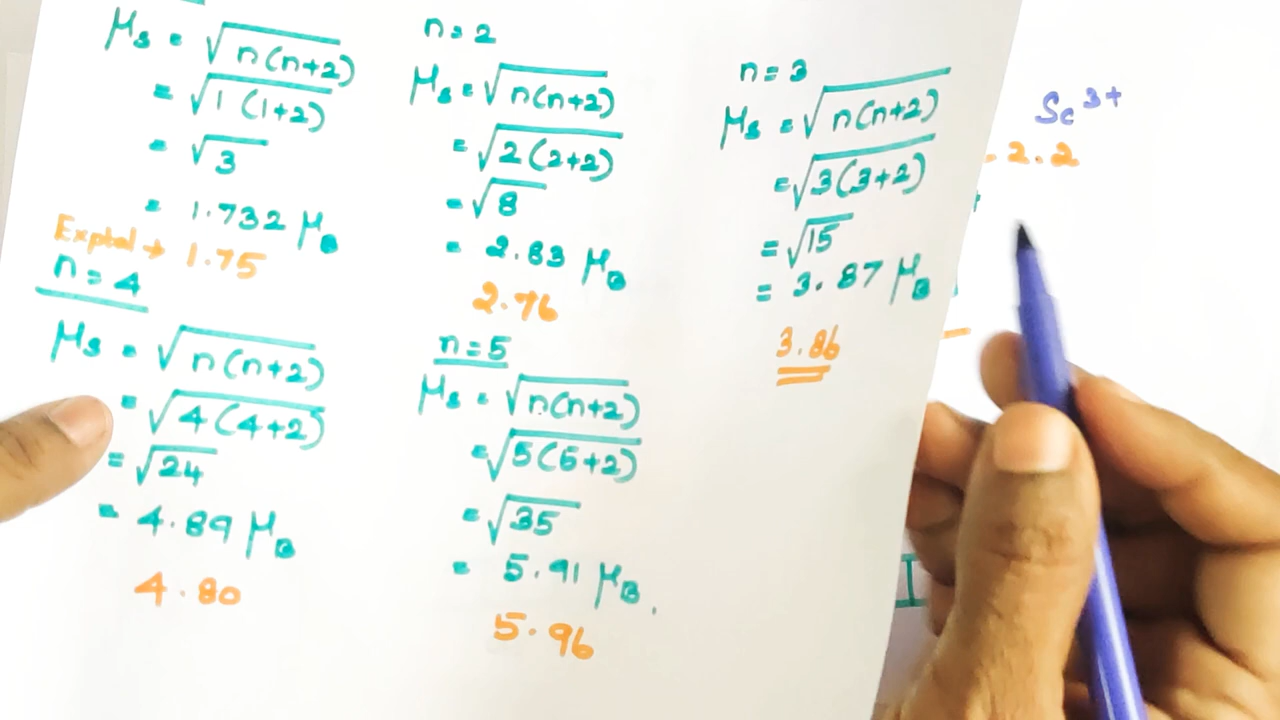 μs = √n(n+2)
= √1(1+2)
= √3
= 1.732 μB
Exptal → 1.75
n=2
μs = √n(n+2)
= √2(2+2)
= √8
= 2.83 μB
2.76
n=3
μs = √n(n+2)
= √3(3+2)
= √15
= 3.87 μB
3.86
n=4
μs = √n(n+2)
= √4(4+2)
= √24
= 4.89 μB
4.80
n=5
μs = √n(n+2)
= √5(5+2)
= √35
= 5.91 μB.
5.96
Sc3+
2.2